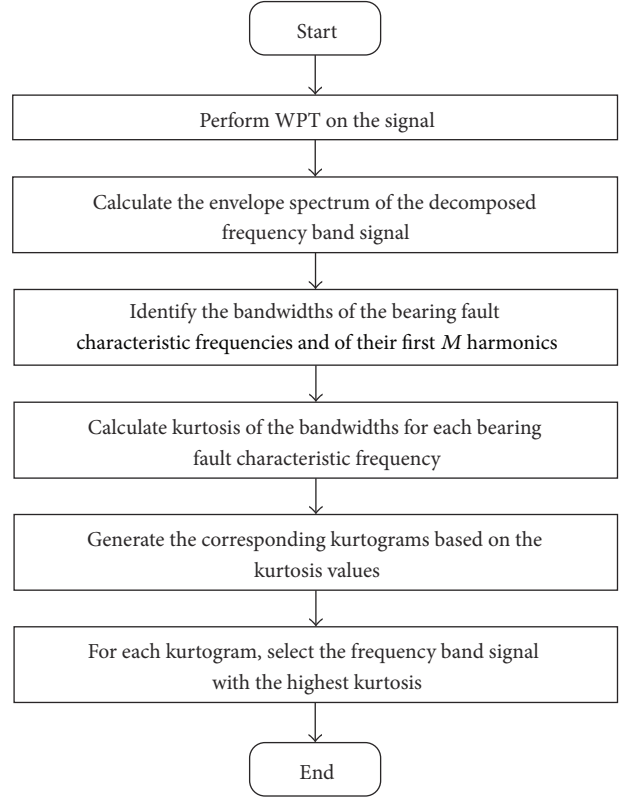 Start
Perform WPT on the signal
Calculate the envelope spectrum of the decomposed
frequency band signal
Identify the bandwidths of the bearing fault
characteristic frequencies and of their first M harmonics
Calculate kurtosis of the bandwidths for each bearing
fault characteristic frequency
Generate the corresponding kurtograms based on the
kurtosis values
For each kurtogram, select the frequency band signal
with the highest kurtosis
End